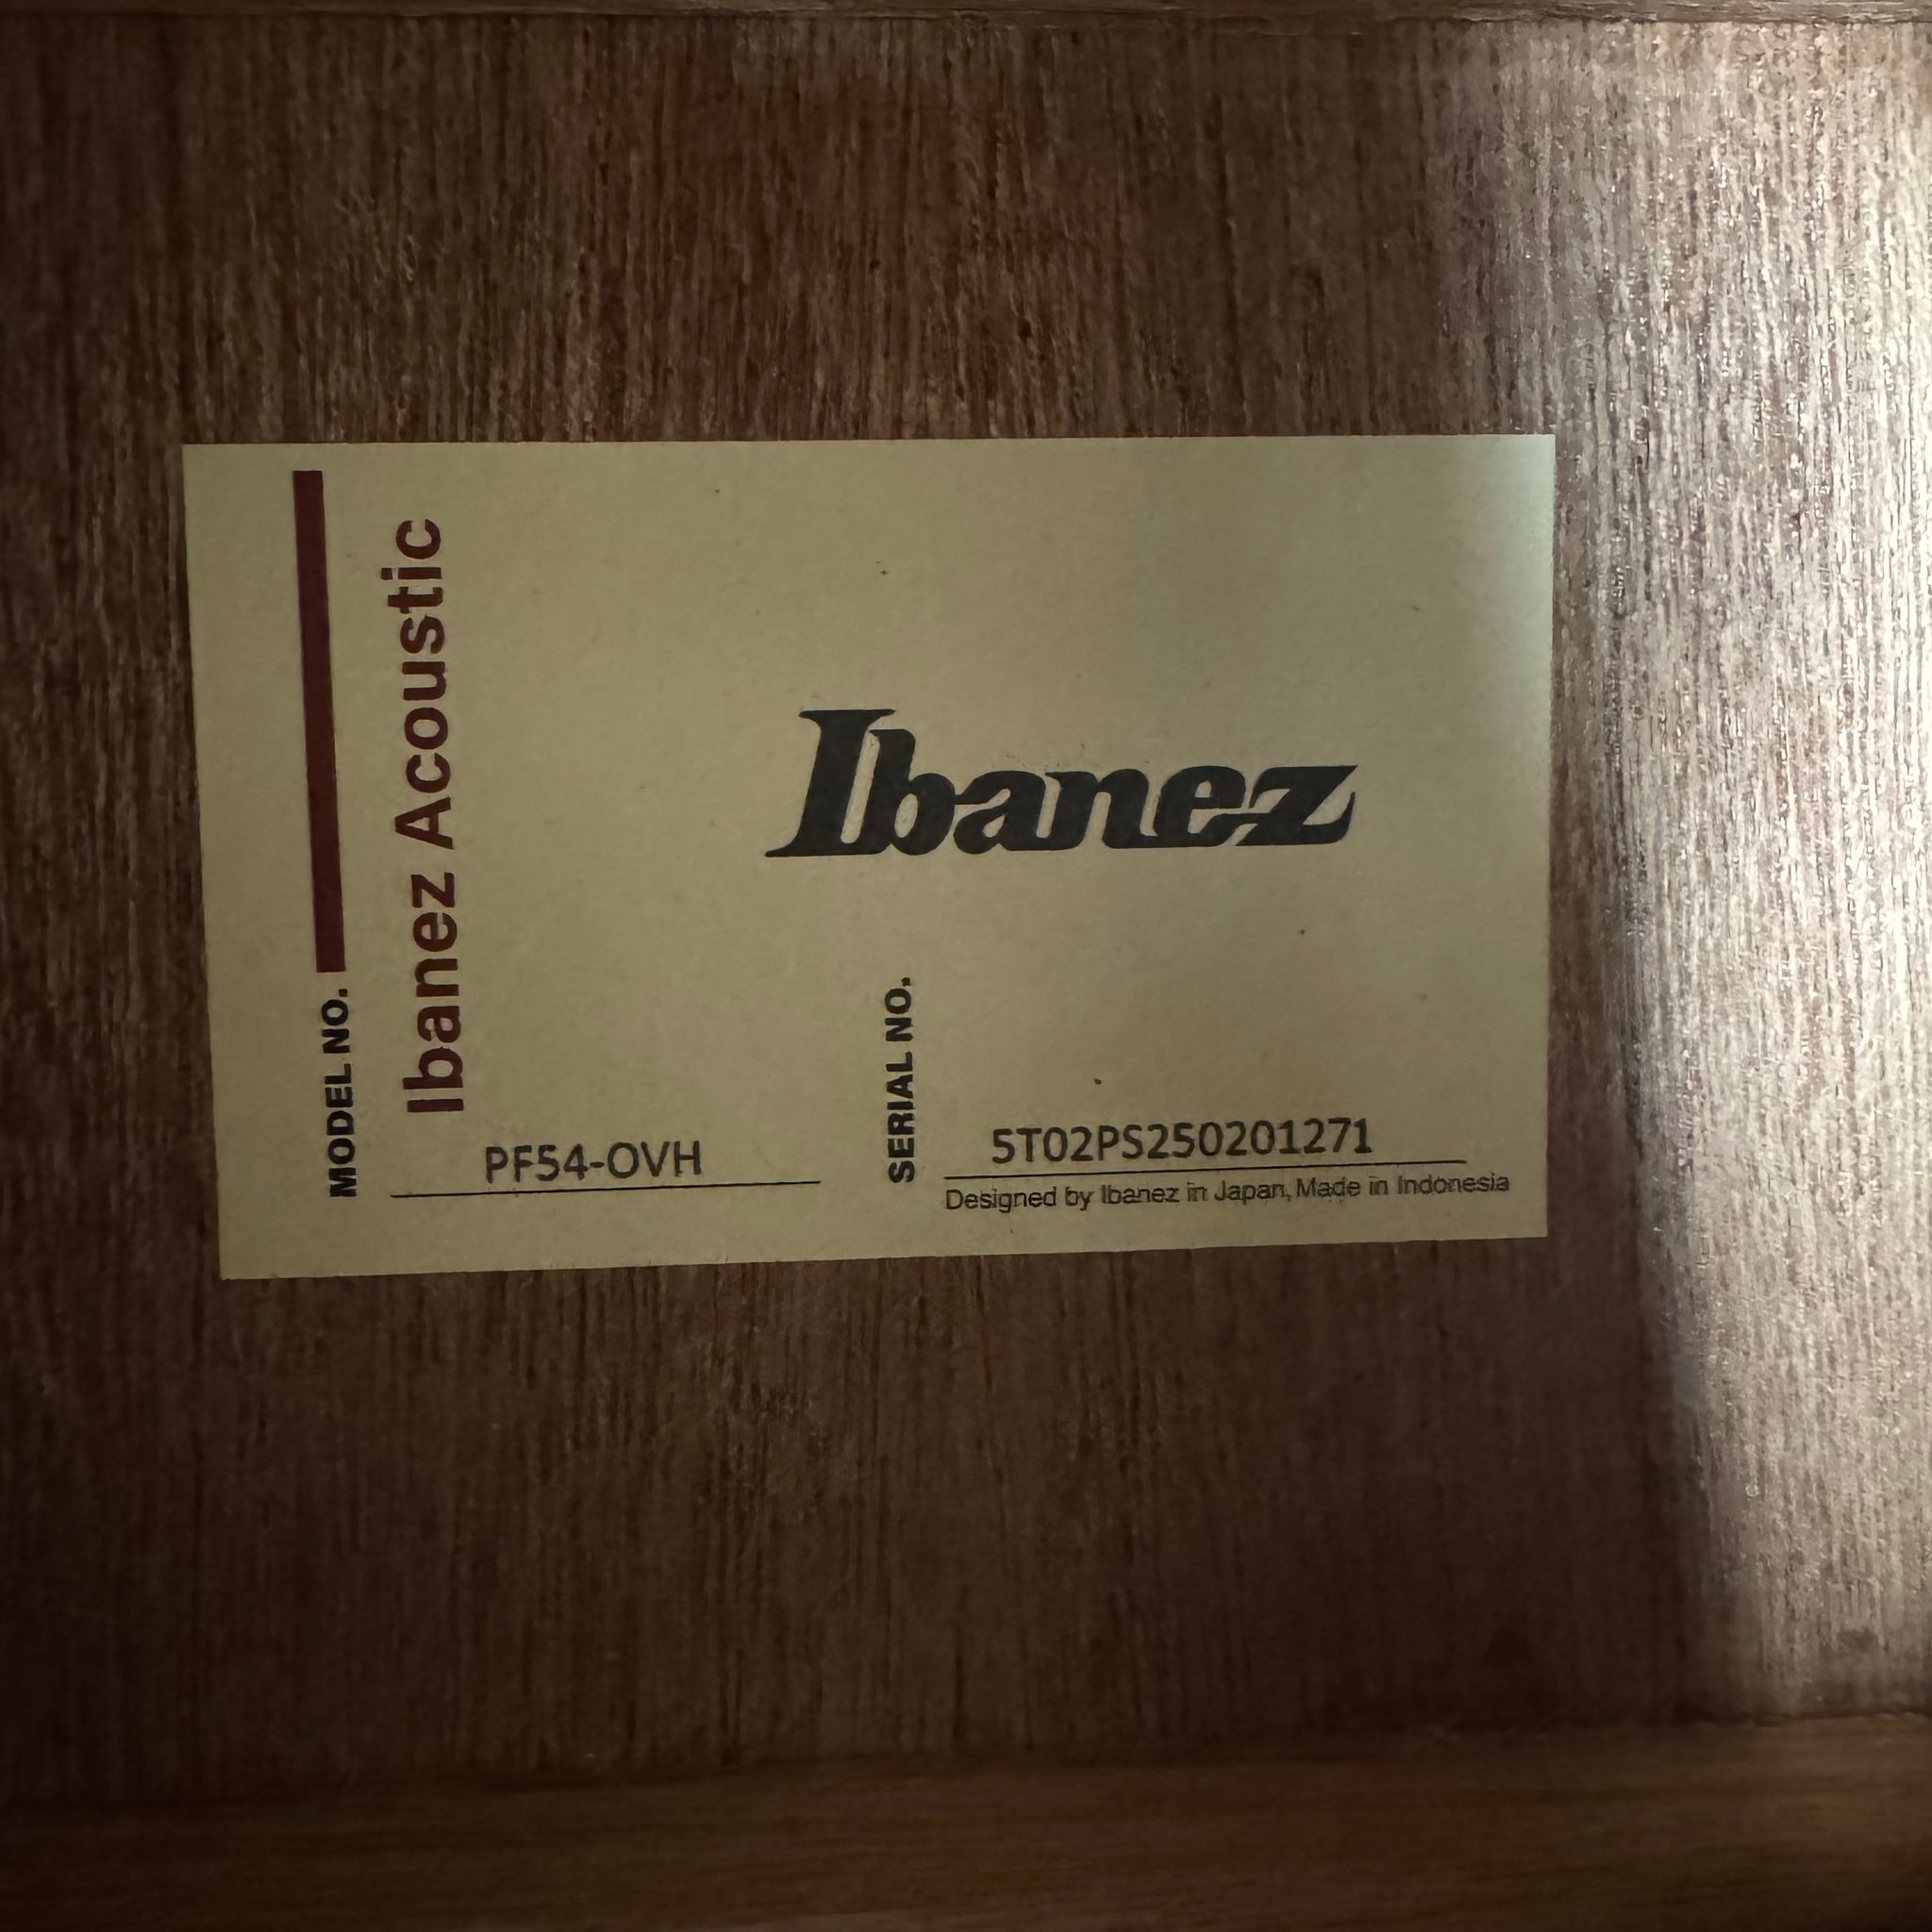 Ibanez Acoustic
Ibanez
MODEL NO.
PF54-OVH
SERIAL NO.
5T02PS250201271
Designed by Ibanez in Japan, Made in Indonesia